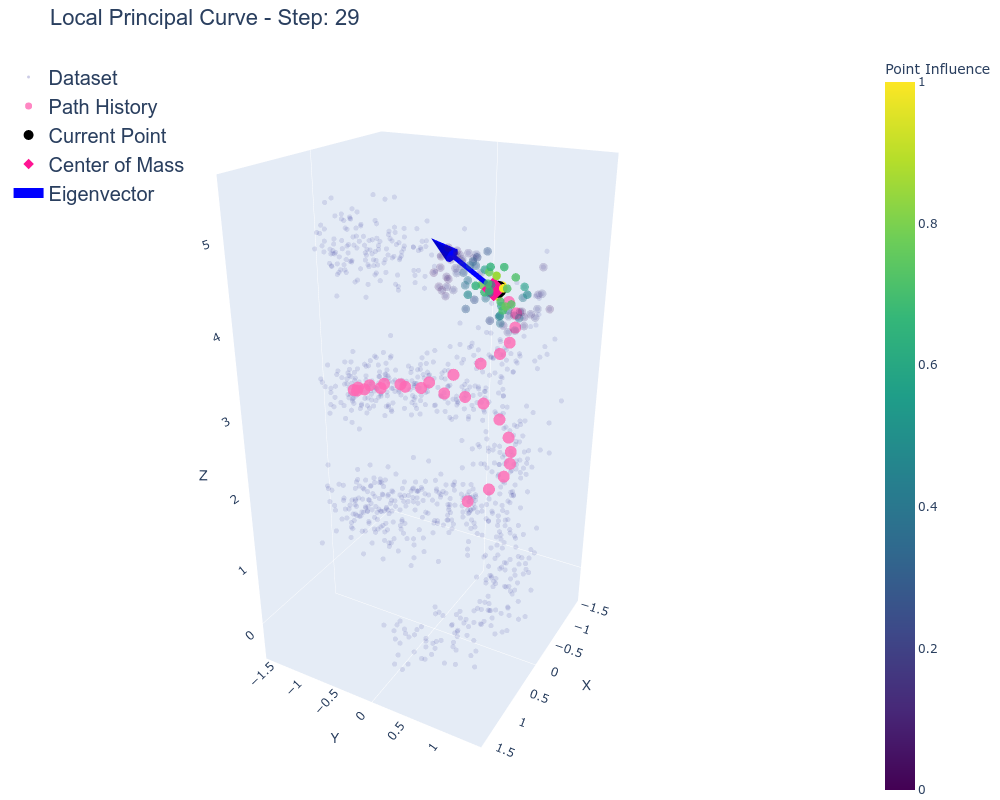 Local Principal Curve - Step: 29
Dataset
Path History
Current Point
Center of Mass
Eigenvector
Point Influence
1
0.8
0.6
0.4
0.2
0
5
4
3
2
1
0
Z
−1.5
−1
−0.5
0
0.5
1
Y
−1.5
−1
−0.5
0
0.5
1
1.5
X